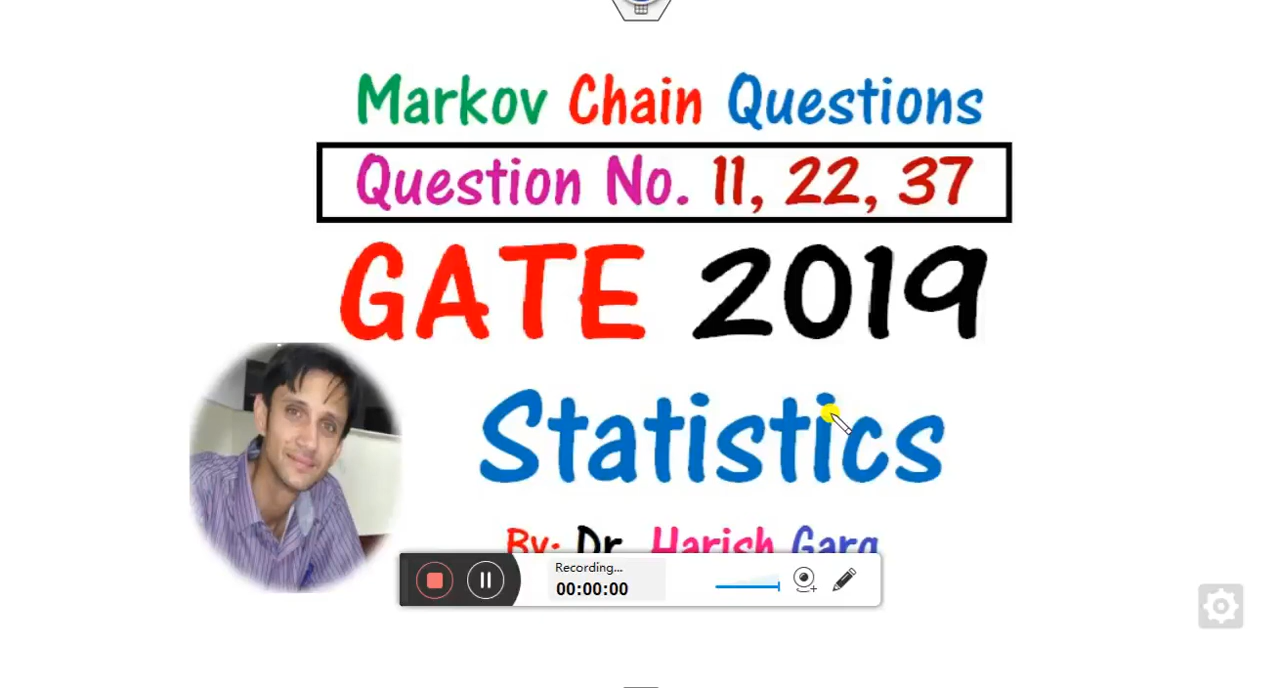 Markov Chain Questions
Question No. 11, 22, 37
GATE 2019
Statistics
By: Dr. Harish Garg
Recording...
00:00:00